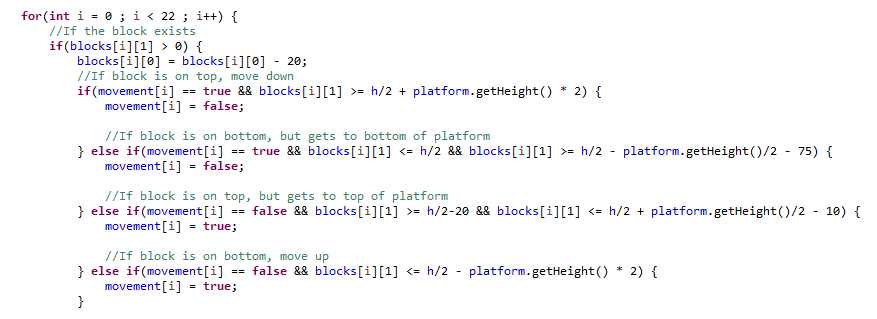 for(int i = 0 ; i < 22 ; i++) {
    //If the block exists
    if(blocks[i][1] > 0) {
        blocks[i][0] = blocks[i][0] - 20;
        //If block is on top, move down
        if(movement[i] == true && blocks[i][1] >= h/2 + platform.getHeight() * 2) {
            movement[i] = false;

            //If block is on bottom, but gets to bottom of platform
        } else if(movement[i] == true && blocks[i][1] <= h/2 && blocks[i][1] >= h/2 - platform.getHeight()/2 - 75) {
            movement[i] = false;

            //If block is on top, but gets to top of platform
        } else if(movement[i] == false && blocks[i][1] >= h/2-20 && blocks[i][1] <= h/2 + platform.getHeight()/2 - 10) {
            movement[i] = true;

            //If block is on bottom, move up
        } else if(movement[i] == false && blocks[i][1] <= h/2 - platform.getHeight() * 2) {
            movement[i] = true;
        }